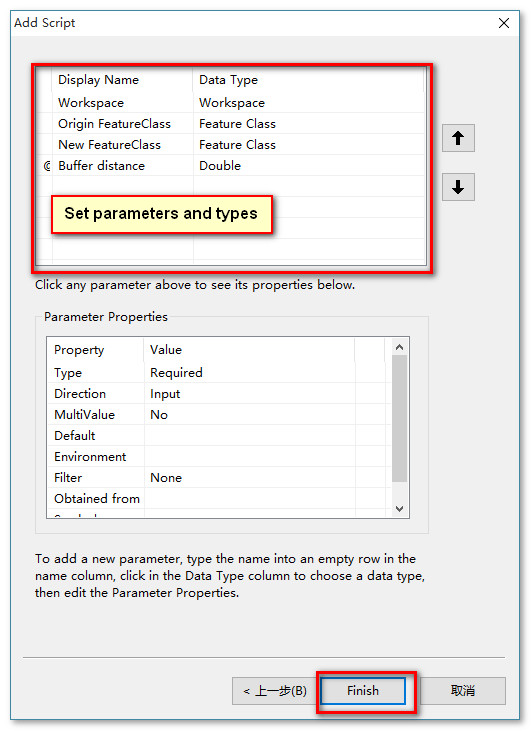 Add Script
Display Name Data Type
Workspace Workspace
Origin FeatureClass Feature Class
New FeatureClass Feature Class
Buffer distance Double
Set parameters and types
Click any parameter above to see its properties below.
Parameter Properties
Property Value
Type Required
Direction Input
MultiValue No
Default
Environment
Filter None
Obtained from
To add a new parameter, type the name into an empty row in the
name column, click in the Data Type column to choose a data type,
then edit the Parameter Properties.
< 上一步(B) Finish 取消